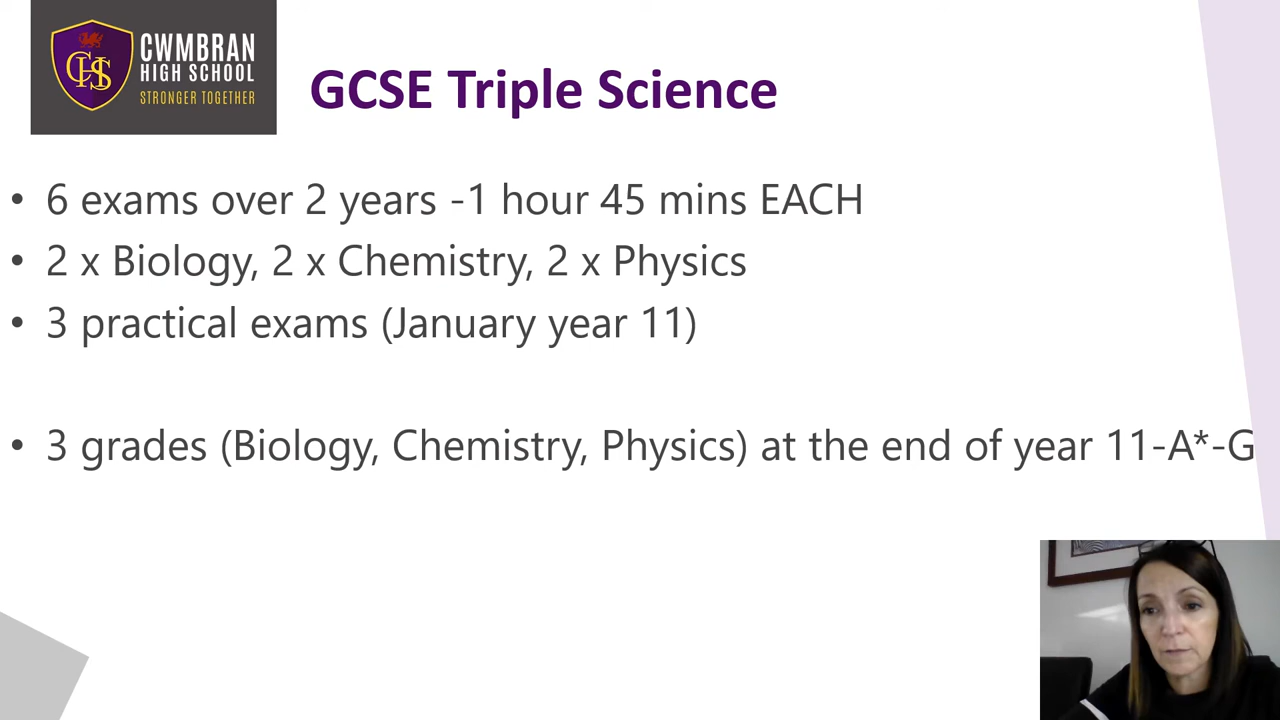 CHS
CWMBRAN
HIGH SCHOOL
STRONGER TOGETHER
GCSE Triple Science
• 6 exams over 2 years -1 hour 45 mins EACH
• 2 x Biology, 2 x Chemistry, 2 x Physics
• 3 practical exams (January year 11)
• 3 grades (Biology, Chemistry, Physics) at the end of year 11-A*-G